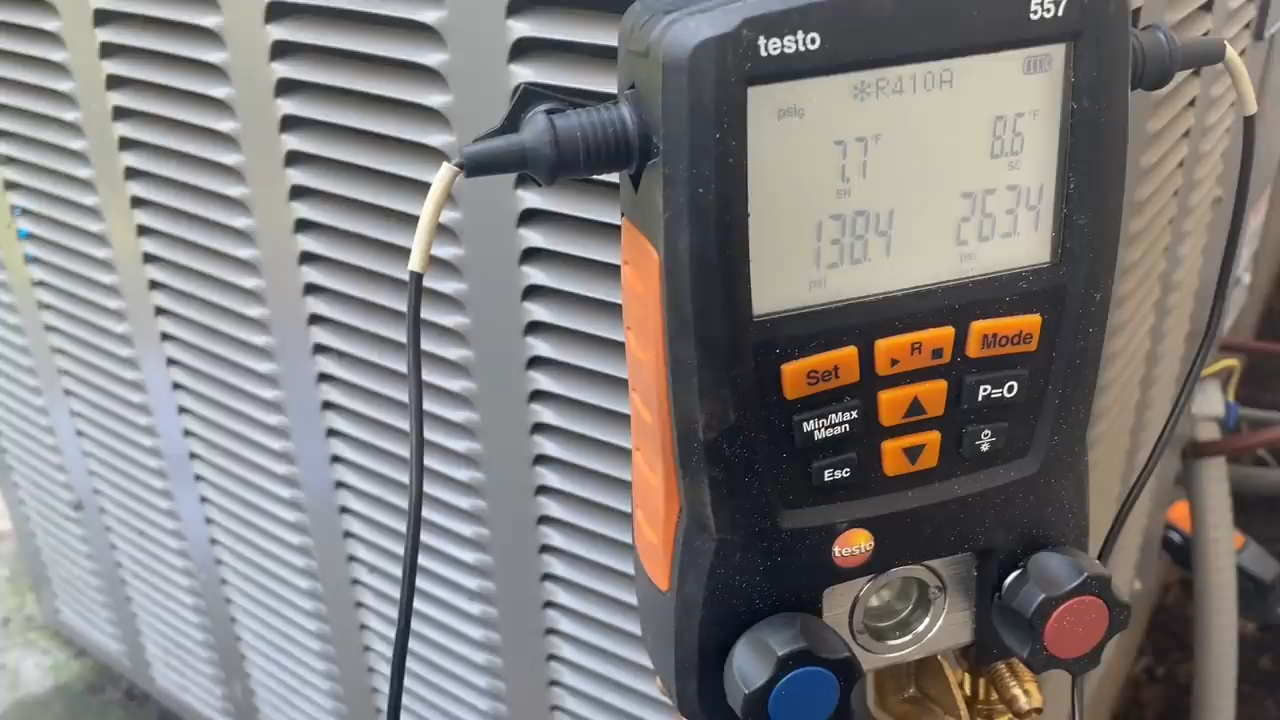 557
testo
*R410A
psig
7.7 °F
8.6 °F
SH
SC
138.4
263.4
psi
psi
Set
R
Mode
Min/Max
Mean
P=O
Esc
testo